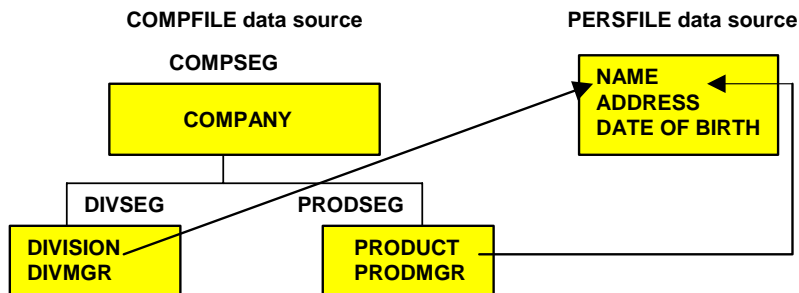 COMPFILE data source
PERSFILE data source
COMPSEG
COMPANY
NAME
ADDRESS
DATE OF BIRTH
DIVSEG
PRODSEG
DIVISION
DIVMGR
PRODUCT
PRODMGR